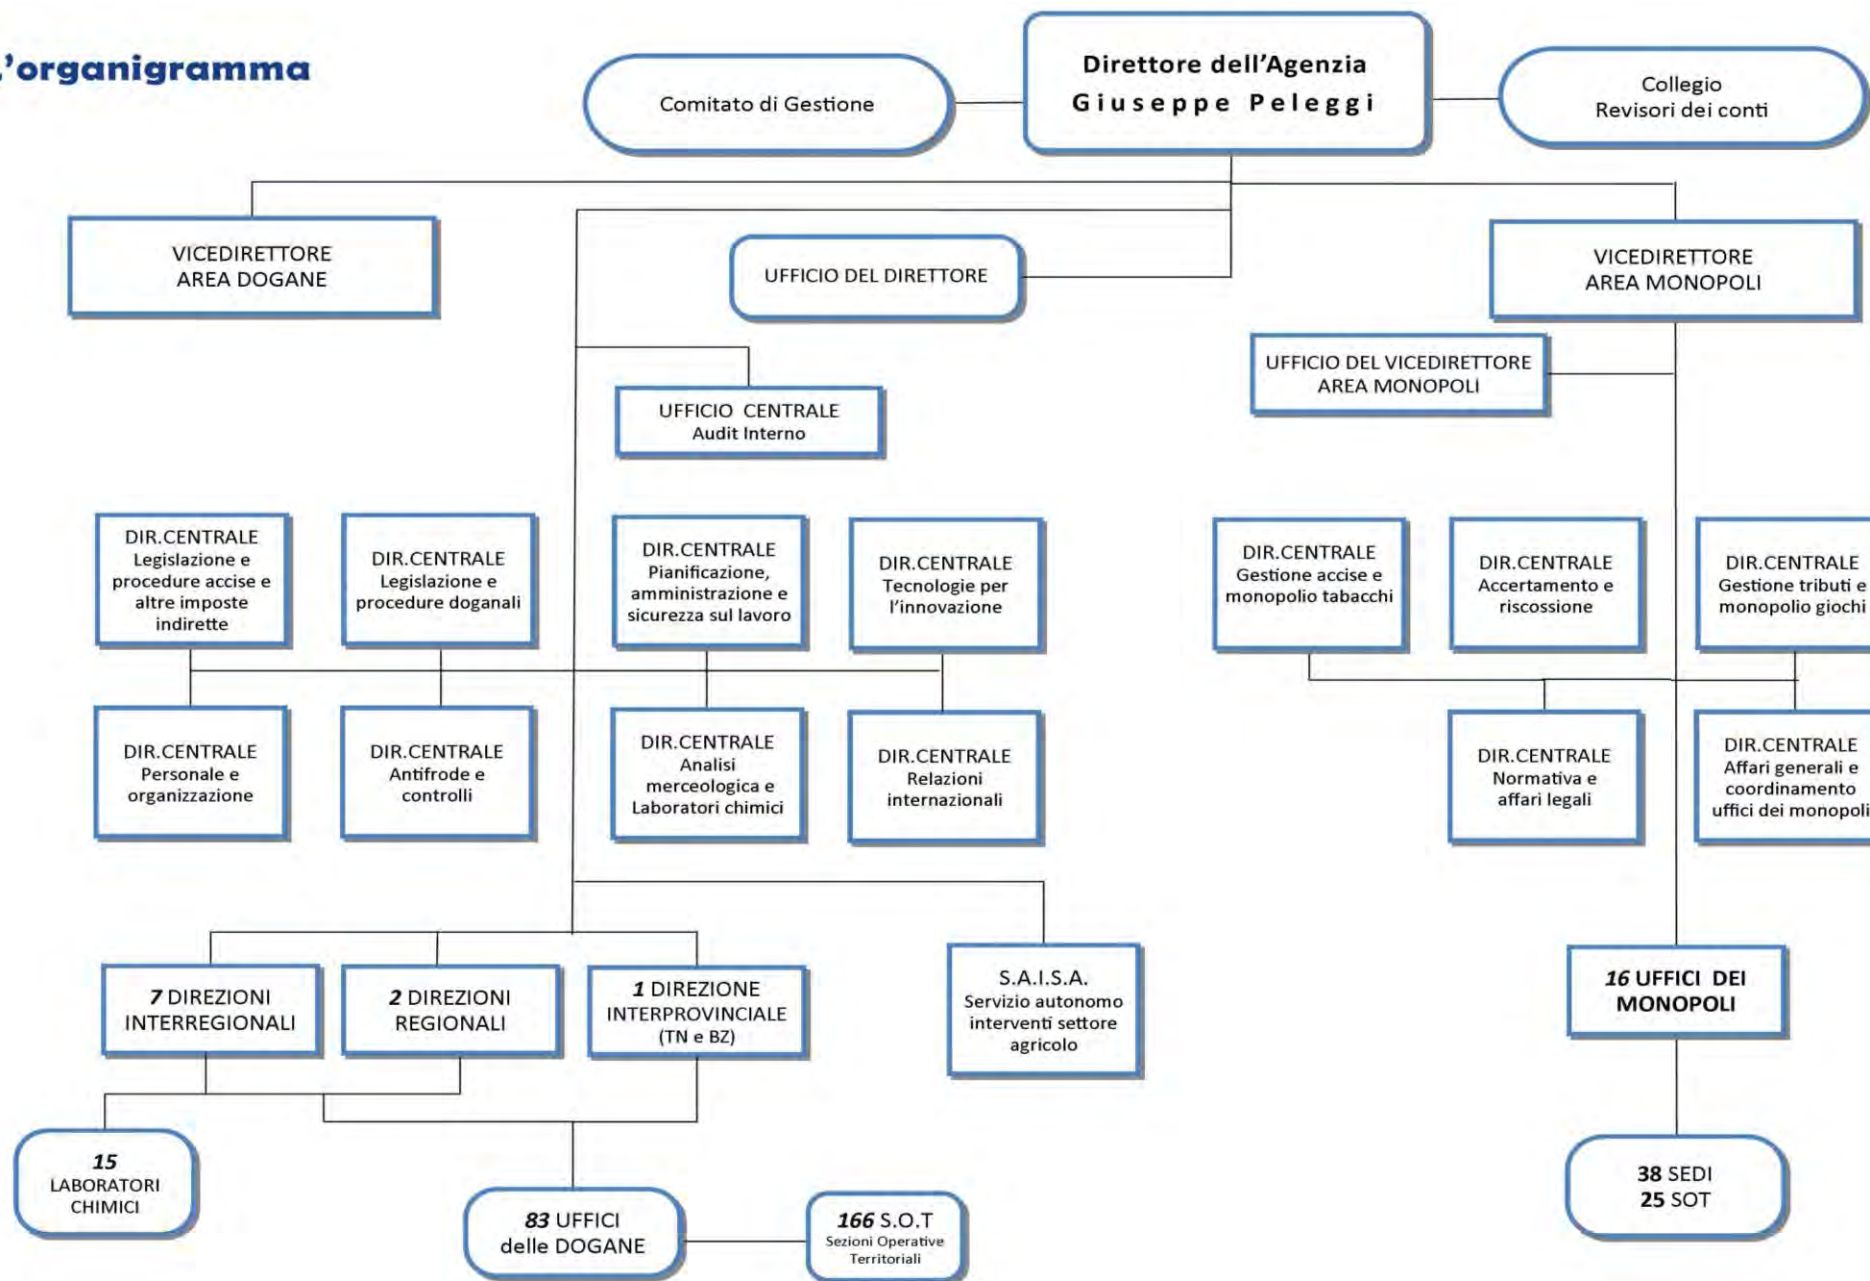 'organigramma
Comitato di Gestione
Direttore dell'Agenzia
Giuseppe Peleggi
Collegio
Revisori dei conti
VICEDIRETTORE
AREA DOGANE
UFFICIO DEL DIRETTORE
VICEDIRETTORE
AREA MONOPOLI
UFFICIO DEL VICEDIRETTORE
AREA MONOPOLI
UFFICIO CENTRALE
Audit Interno
DIR.CENTRALE
Legislazione e
procedure accise e
altre imposte
indirette
DIR.CENTRALE
Legislazione e
procedure doganali
DIR.CENTRALE
Pianificazione,
amministrazione e
sicurezza sul lavoro
DIR.CENTRALE
Tecnologie per
l'innovazione
DIR.CENTRALE
Gestione accise e
monopolio tabacchi
DIR.CENTRALE
Accertamento e
riscossione
DIR.CENTRALE
Gestione tributi e
monopolio giochi
DIR.CENTRALE
Personale e
organizzazione
DIR.CENTRALE
Antifrode e
controlli
DIR.CENTRALE
Analisi
merceologica e
Laboratori chimici
DIR.CENTRALE
Relazioni
internazionali
DIR.CENTRALE
Normativa e
affari legali
DIR.CENTRALE
Affari generali e
coordinamento
uffici dei monopoli
7 DIREZIONI
INTERREGIONALI
2 DIREZIONI
REGIONALI
1 DIREZIONE
INTERPROVINCIALE
(TN e BZ)
S.A.I.S.A.
Servizio autonomo
interventi settore
agricolo
16 UFFICI DEI
MONOPOLI
15
LABORATORI
CHIMICI
83 UFFICI
delle DOGANE
166 S.O.T
Sezioni Operative
Territoriali
38 SEDI
25 SOT